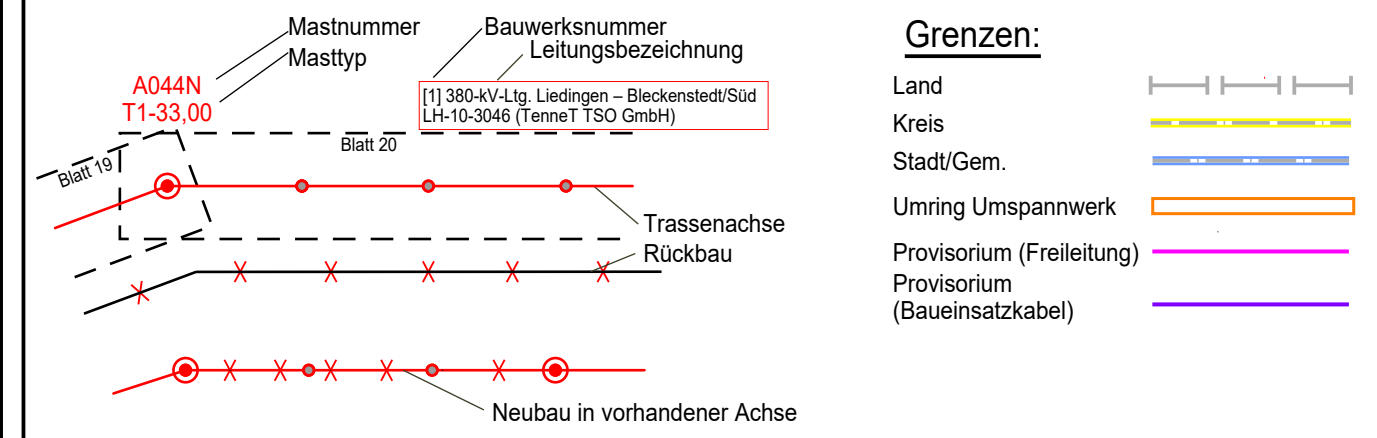 Mastnummer
Masttyp
A044N
T1-33,00
Bauwerksnummer
Leitungsbezeichnung
[1] 380-kV-Ltg. Liedingen – Bleckenstedt/Süd
LH-10-3046 (TenneT TSO GmbH)
Blatt 19
Blatt 20
Trassenachse
Rückbau
Neubau in vorhandener Achse
Grenzen:
Land
Kreis
Stadt/Gem.
Umring Umspannwerk
Provisorium (Freileitung)
Provisorium
(Baueinsatzkabel)